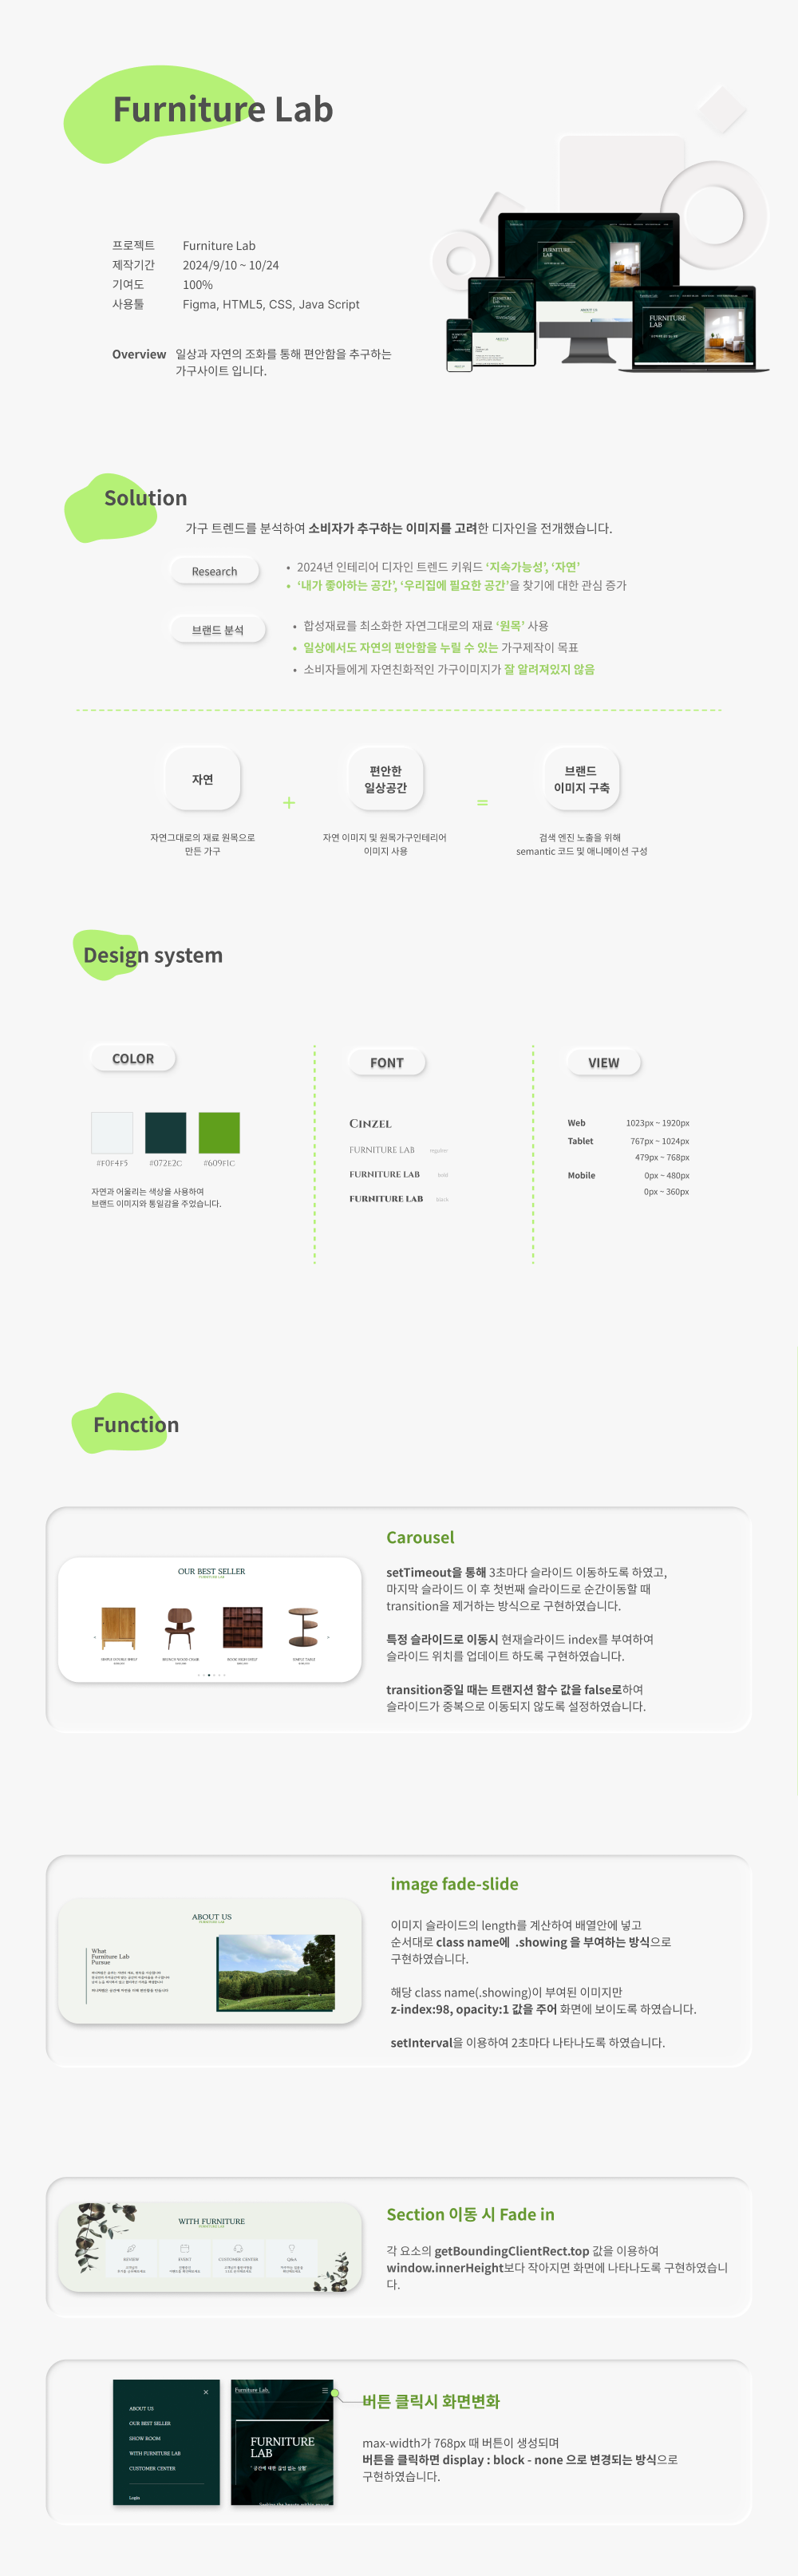 Furniture Lab
프로젝트 Furniture Lab
제작기간 2024/9/10 ~ 10/24
기여도 100%
사용툴 Figma, HTML5, CSS, Java Script
Overview 일상과 자연의 조화를 통해 편안함을 추구하는
가구사이트 입니다.
FURNITURE
LAB
ABOUT US
FURNITURE
LAB
Solution
가구 트렌드를 분석하여 소비자가 추구하는 이미지를 고려한 디자인을 전개했습니다.
Research
• 2024년 인테리어 디자인 트렌드 키워드 ‘지속가능성’, ‘자연’
• ‘내가 좋아하는 공간’, ‘우리집에 필요한 공간’을 찾기에 대한 관심 증가
브랜드 분석
• 합성재료를 최소화한 자연그대로의 재료 ‘원목’ 사용
• 일상에서도 자연의 편안함을 누릴 수 있는 가구제작이 목표
• 소비자들에게 자연친화적인 가구이미지가 잘 알려져있지 않음
자연
+
편안한
일상공간
=
브랜드
이미지 구축
자연그대로의 재료 원목으로
만든 가구
자연 이미지 및 원목가구인테리어
이미지 사용
검색 엔진 노출을 위해
semantic 코드 및 애니메이션 구성
Design system
COLOR
#F0F4F5 #072E2C #609F1C
자연과 어울리는 색상을 사용하여
브랜드 이미지와 통일감을 주었습니다.
FONT
CINZEL
FURNITURE LAB regular
FURNITURE LAB bold
FURNITURE LAB black
VIEW
Web 1023px ~ 1920px
Tablet 767px ~ 1024px
479px ~ 768px
Mobile 0px ~ 480px
0px ~ 360px
Function
OUR BEST SELLER
FURNITURE LAB
Carousel
setTimeout을 통해 3초마다 슬라이드 이동하도록 하였고,
마지막 슬라이드 이 후 첫번째 슬라이드로 순간이동할 때
transition을 제거하는 방식으로 구현하였습니다.
특정 슬라이드로 이동시 현재슬라이드 index를 부여하여
슬라이드 위치를 업데이트 하도록 구현하였습니다.
transition중일 때는 트랜지션 함수 값을 false로하여
슬라이드가 중복으로 이동되지 않도록 설정하였습니다.
ABOUT US
FURNITURE LAB
What
Furniture Lab
Pursue
image fade-slide
이미지 슬라이드의 length를 계산하여 배열안에 넣고
순서대로 class name에 .showing 을 부여하는 방식으로
구현하였습니다.
해당 class name(.showing)이 부여된 이미지만
z-index:98, opacity:1 값을 주어 화면에 보이도록 하였습니다.
setInterval을 이용하여 2초마다 나타나도록 하였습니다.
WITH FURNITURE
FURNITURE LAB
REVIEW EVENT CUSTOMER CENTER Q&A
Section 이동 시 Fade in
각 요소의 getBoundingClientRect.top 값을 이용하여
window.innerHeight보다 작아지면 화면에 나타나도록 구현하였습니
다.
ABOUT US
OUR BEST SELLER
SHOW ROOM
WITH FURNITURE LAB
CUSTOMER CENTER
Login
Furniture Lab.
FURNITURE
LAB
버튼 클릭시 화면변화
max-width가 768px 때 버튼이 생성되며
버튼을 클릭하면 display : block - none 으로 변경되는 방식으로
구현하였습니다.